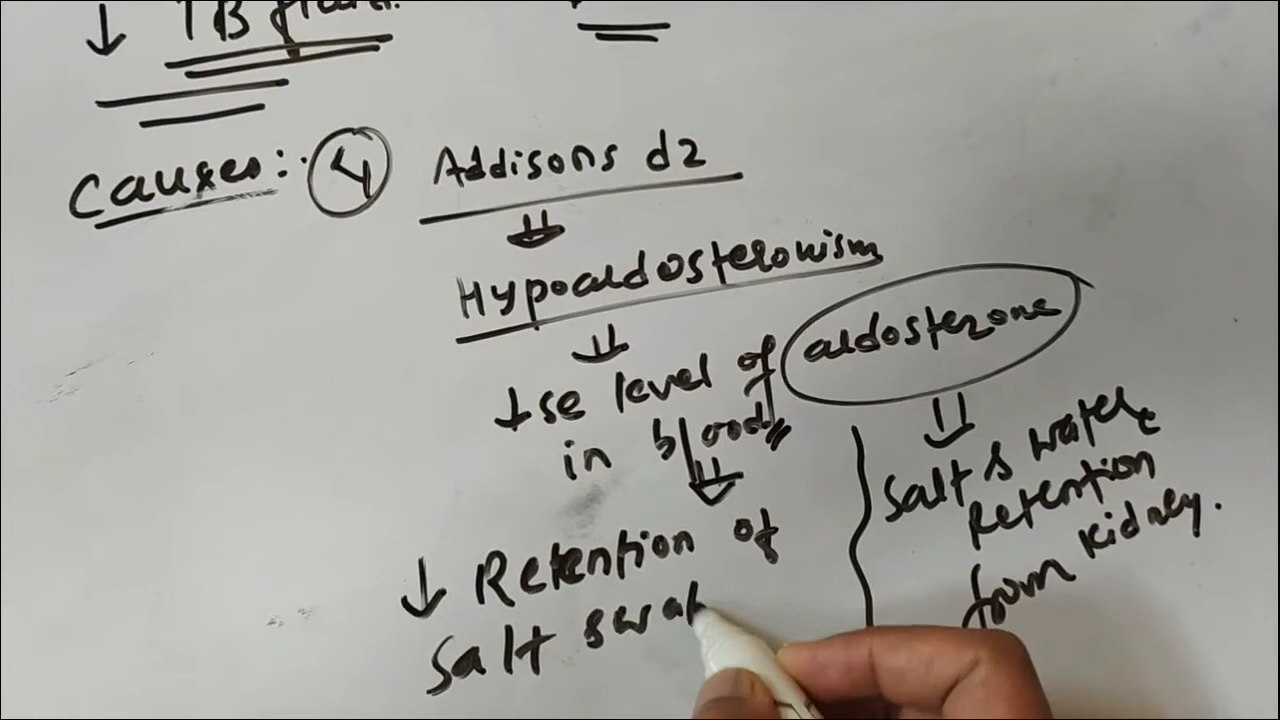 ↓ TB
Causes: 4 Addisons dz
Hypoaldosteronism
↓se level of aldosterone
in blood
↓ Retention of
Salt & wat
Salt & water
Retention
from kidney.